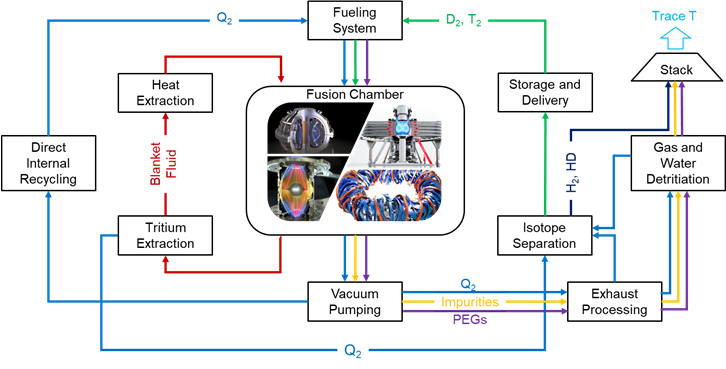 Trace T
Q2
Fueling
System
D2, T2
Stack
Heat
Extraction
Fusion Chamber
Storage and
Delivery
Direct
Internal
Recycling
Blanket
Fluid
H2, HD
Gas and
Water
Detritiation
Tritium
Extraction
Isotope
Separation
Vacuum
Pumping
Q2
Impurities
PEGs
Exhaust
Processing
Q2